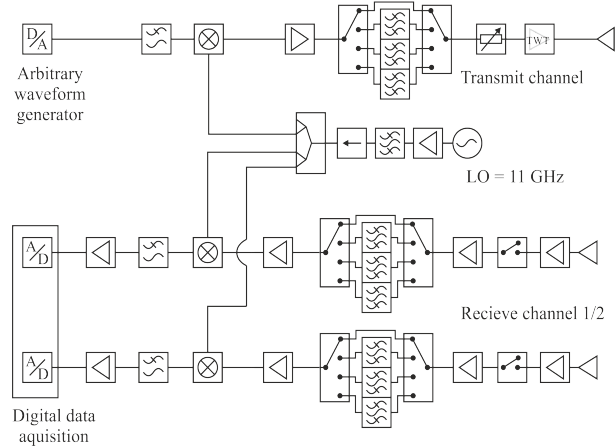 D/A
Arbitrary
waveform
generator
TWT
Transmit channel
LO = 11 GHz
A/D
Recieve channel 1/2
A/D
Digital data
aquisition